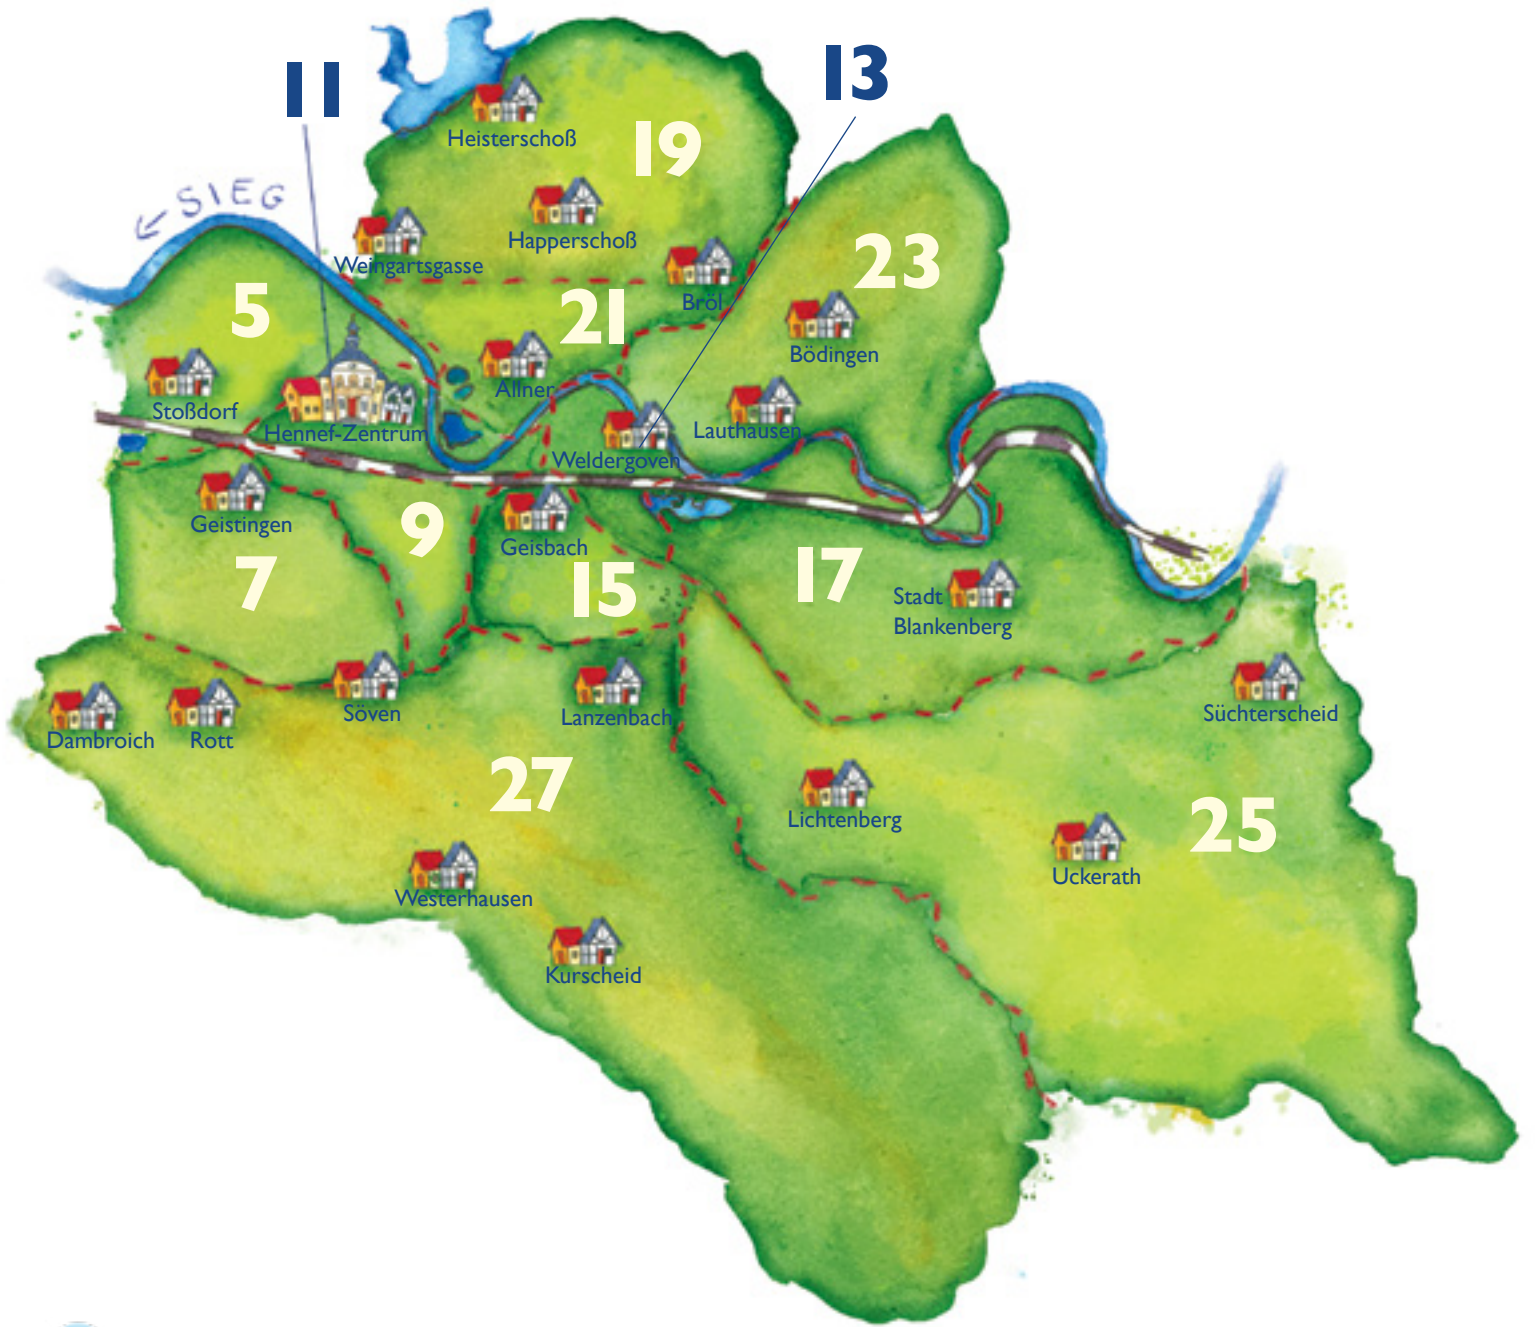 11
13
Heisterschoß
19
← SIEG
Happerschoß
Weingartsgasse
23
Bröl
5
21
Bödingen
Allner
Stoßdorf
Hennef-Zentrum
Lauthausen
Weldergoven
Geistingen
9
Geisbach
7
15
17
Stadt
Blankenberg
Söven
Lanzenbach
Süchterscheid
Dambroich
Rott
27
Lichtenberg
25
Uckerath
Westerhausen
Kurscheid